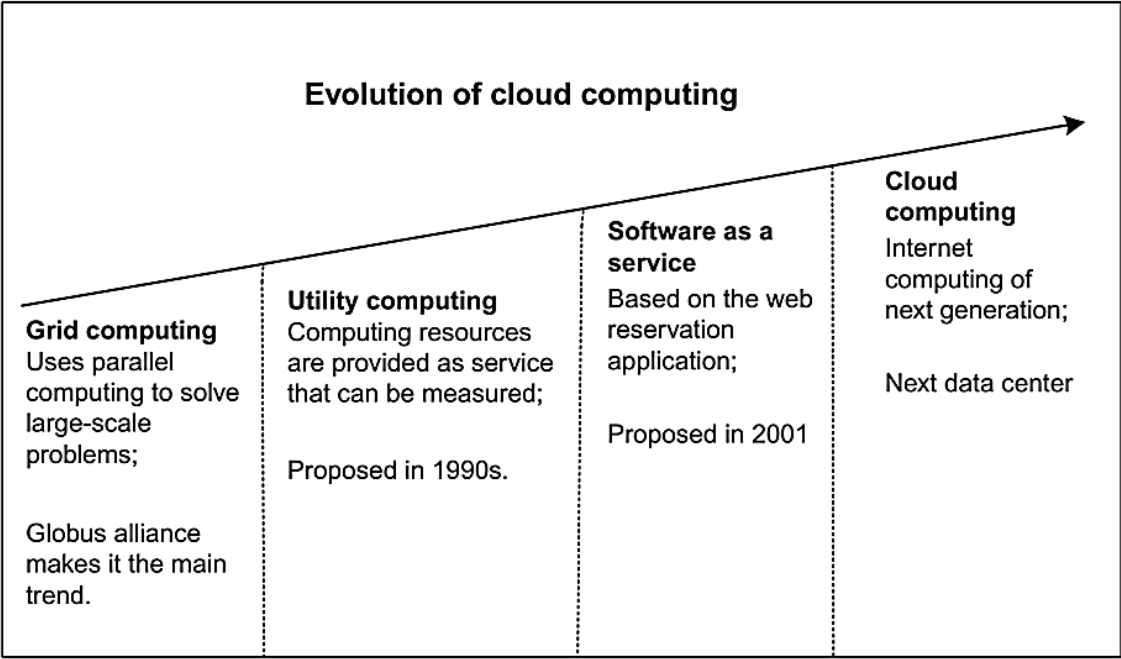 Evolution of cloud computing
Grid computing
Uses parallel
computing to solve
large-scale
problems;
Globus alliance
makes it the main
trend.
Utility computing
Computing resources
are provided as service
that can be measured;
Proposed in 1990s.
Software as a
service
Based on the web
reservation
application;
Proposed in 2001
Cloud
computing
Internet
computing of
next generation;
Next data center